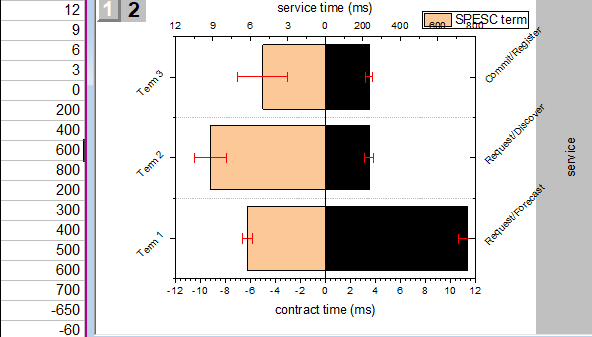 12
9
6
3
0
200
400
600
800
200
300
400
500
600
700
-650
-60
1 2
service time (ms)
12 9 6 3 0 200 400 600 800
SPESC term
Term 3
Commit/Register
Term 2
Request/Discover
Term 1
Request/Forecast
service
-12 -10 -8 -6 -4 -2 0 2 4 6 8 10 12
contract time (ms)